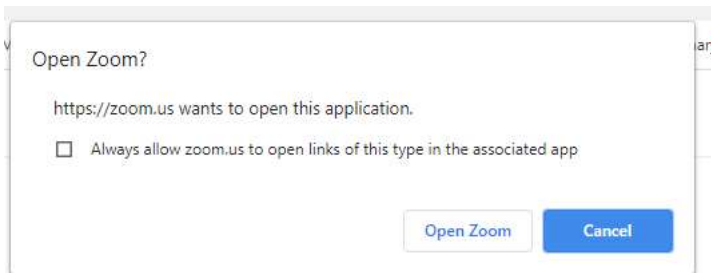 Open Zoom?
https://zoom.us wants to open this application.
Always allow zoom.us to open links of this type in the associated app
Open Zoom Cancel